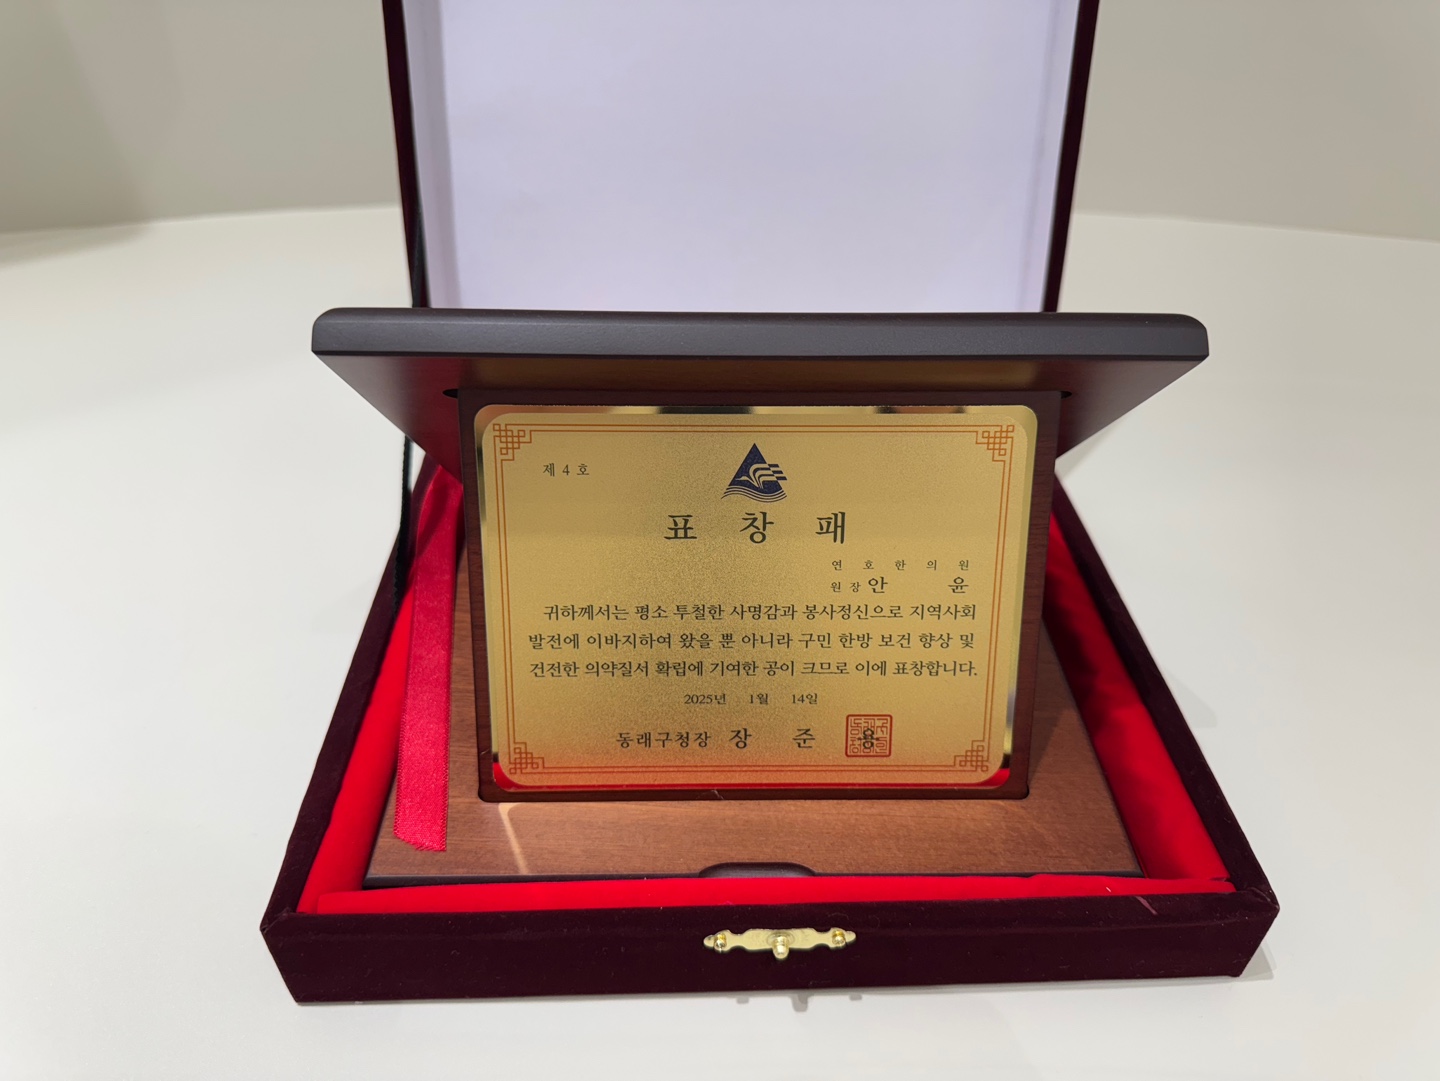 제 4 호
표 창 패
연 호 한 의 원
원 장 안 윤
귀하께서는 평소 투철한 사명감과 봉사정신으로 지역사회
발전에 이바지하여 왔을 뿐 아니라 구민 한방 보건 향상 및
건전한 의약질서 확립에 기여한 공이 크므로 이에 표창합니다.
2025년 1월 14일
동래구청장 장 준 용